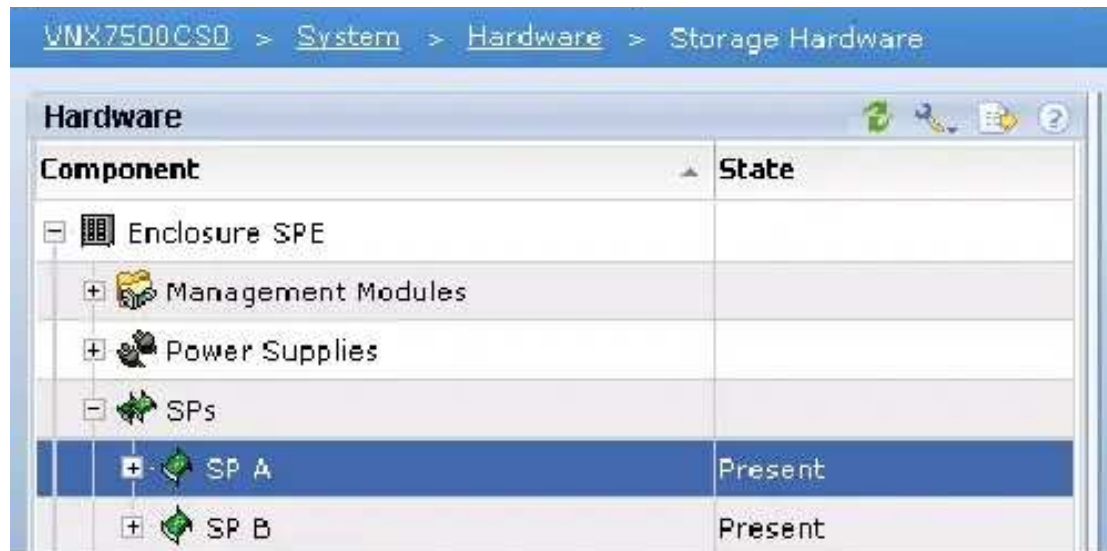 VNX7500CS0 > System > Hardware > Storage Hardware
Hardware
Component State
Enclosure SPE
Management Modules
Power Supplies
SPs
SP A Present
SP B Present